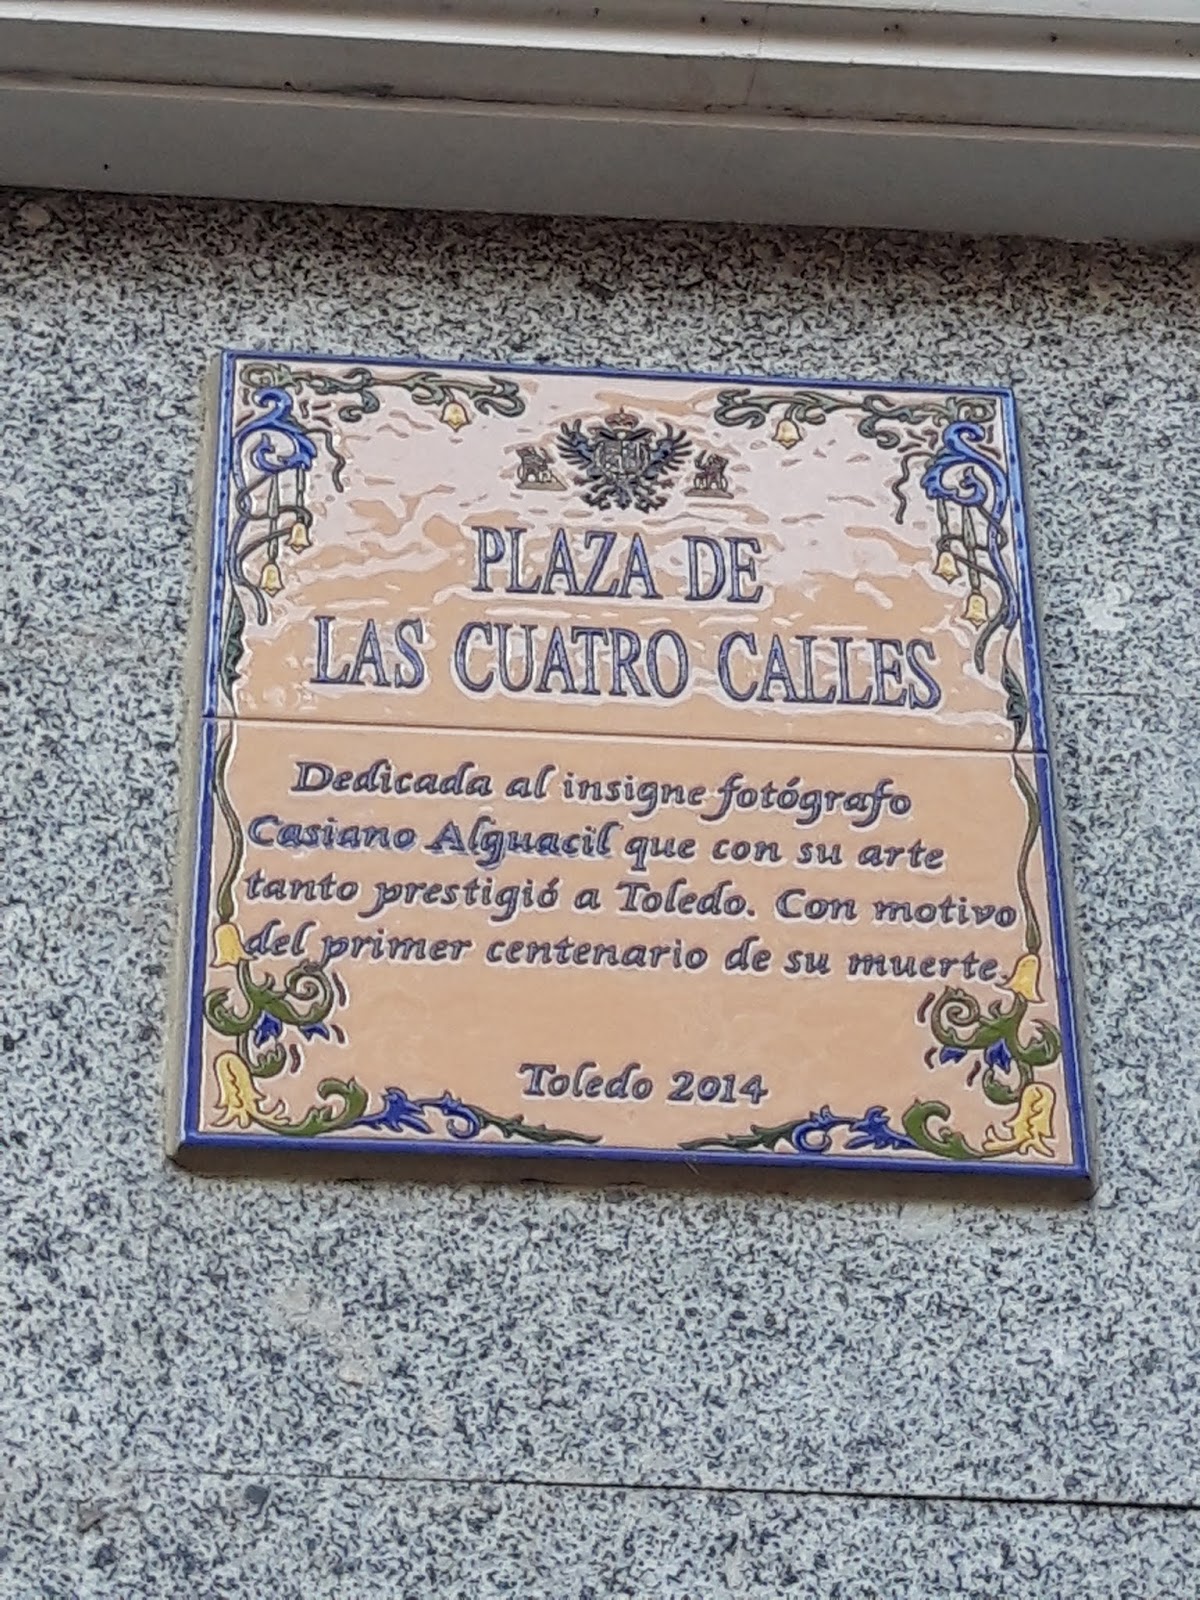 PLAZA DE
LAS CUATRO CALLES
Dedicada al insigne fotógrafo
Casiano Alguacil que con su arte
tanto prestigió a Toledo. Con motivo
del primer centenario de su muerte.
Toledo 2014